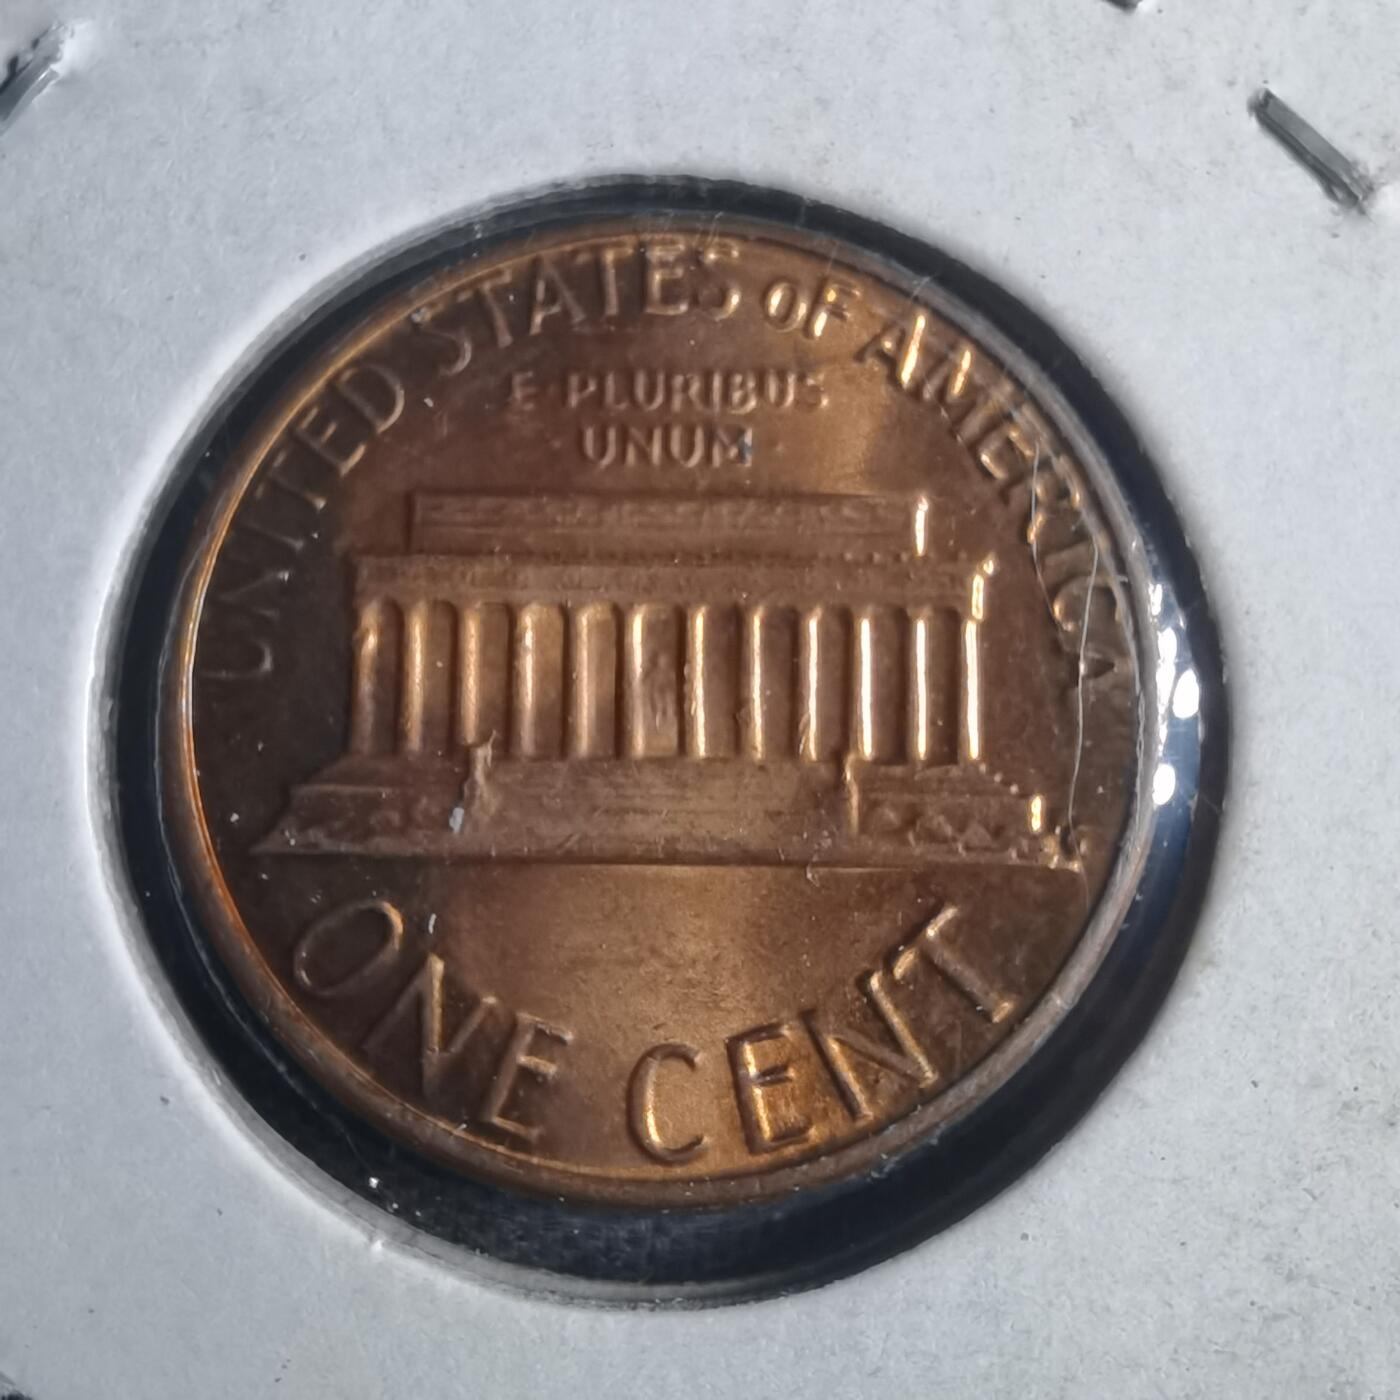 UNITED STATES oF AMERICA
E·PLURIBUS
UNUM
ONE CENT